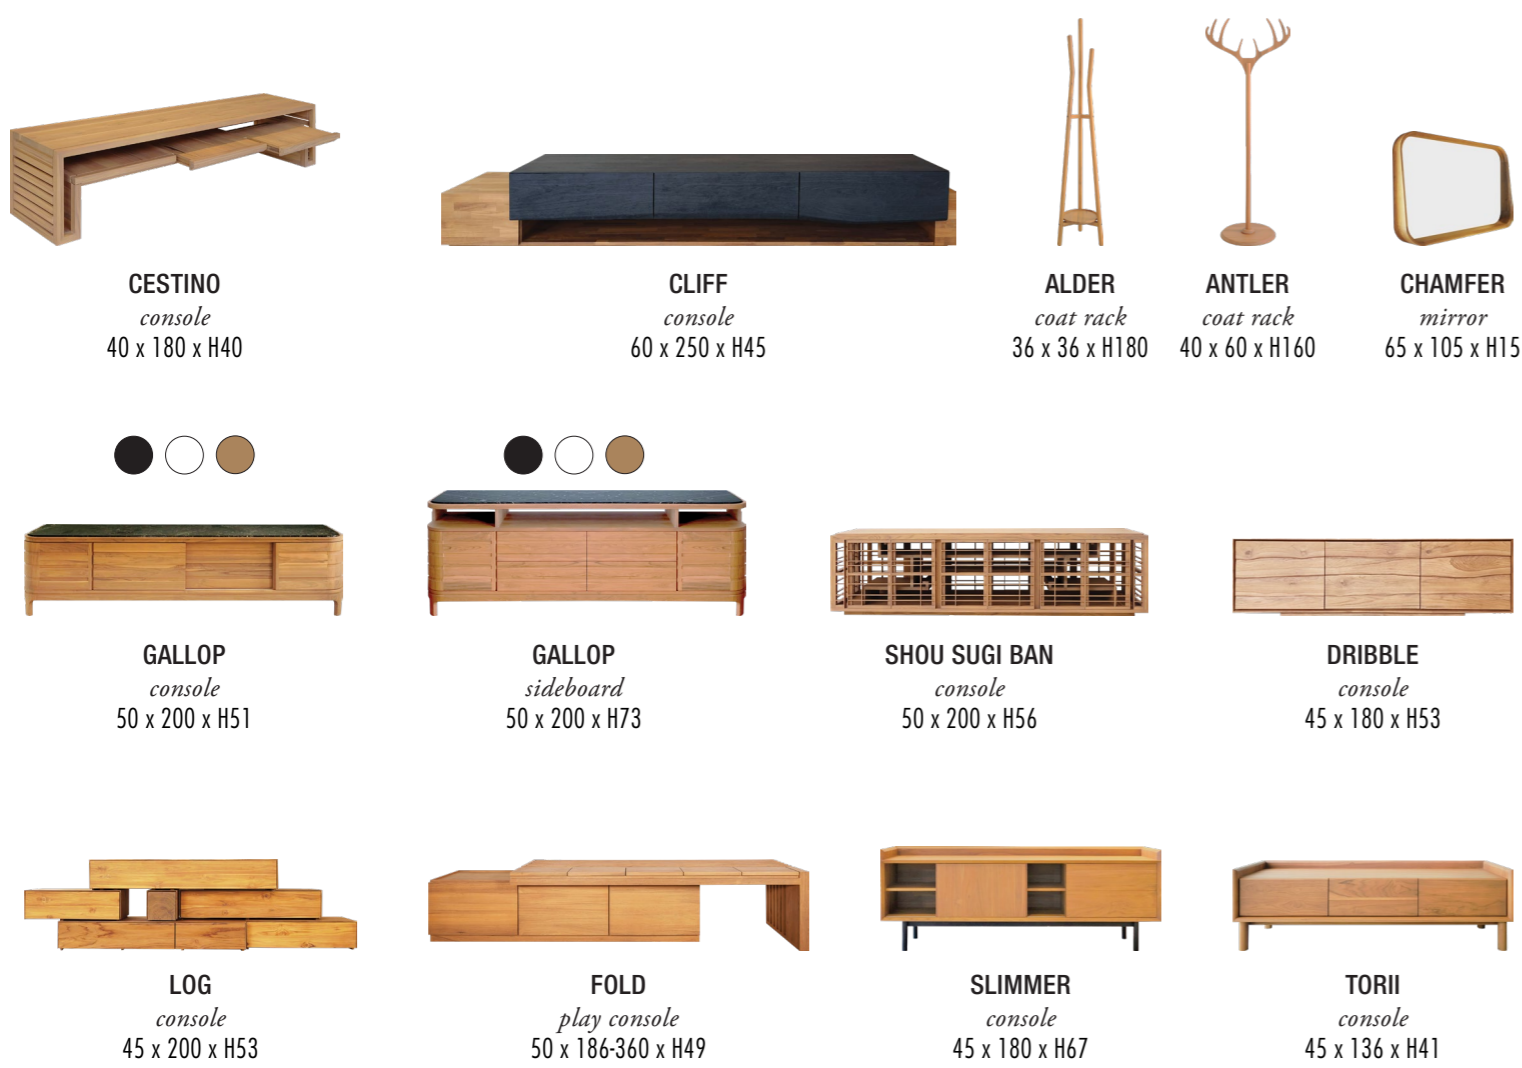 CESTINO
console
40 x 180 x H40
CLIFF
console
60 x 250 x H45
ALDER
coat rack
36 x 36 x H180
ANTLER
coat rack
40 x 60 x H160
CHAMFER
mirror
65 x 105 x H15
GALLOP
console
50 x 200 x H51
GALLOP
sideboard
50 x 200 x H73
SHOU SUGI BAN
console
50 x 200 x H56
DRIBBLE
console
45 x 180 x H53
LOG
console
45 x 200 x H53
FOLD
play console
50 x 186-360 x H49
SLIMMER
console
45 x 180 x H67
TORII
console
45 x 136 x H41